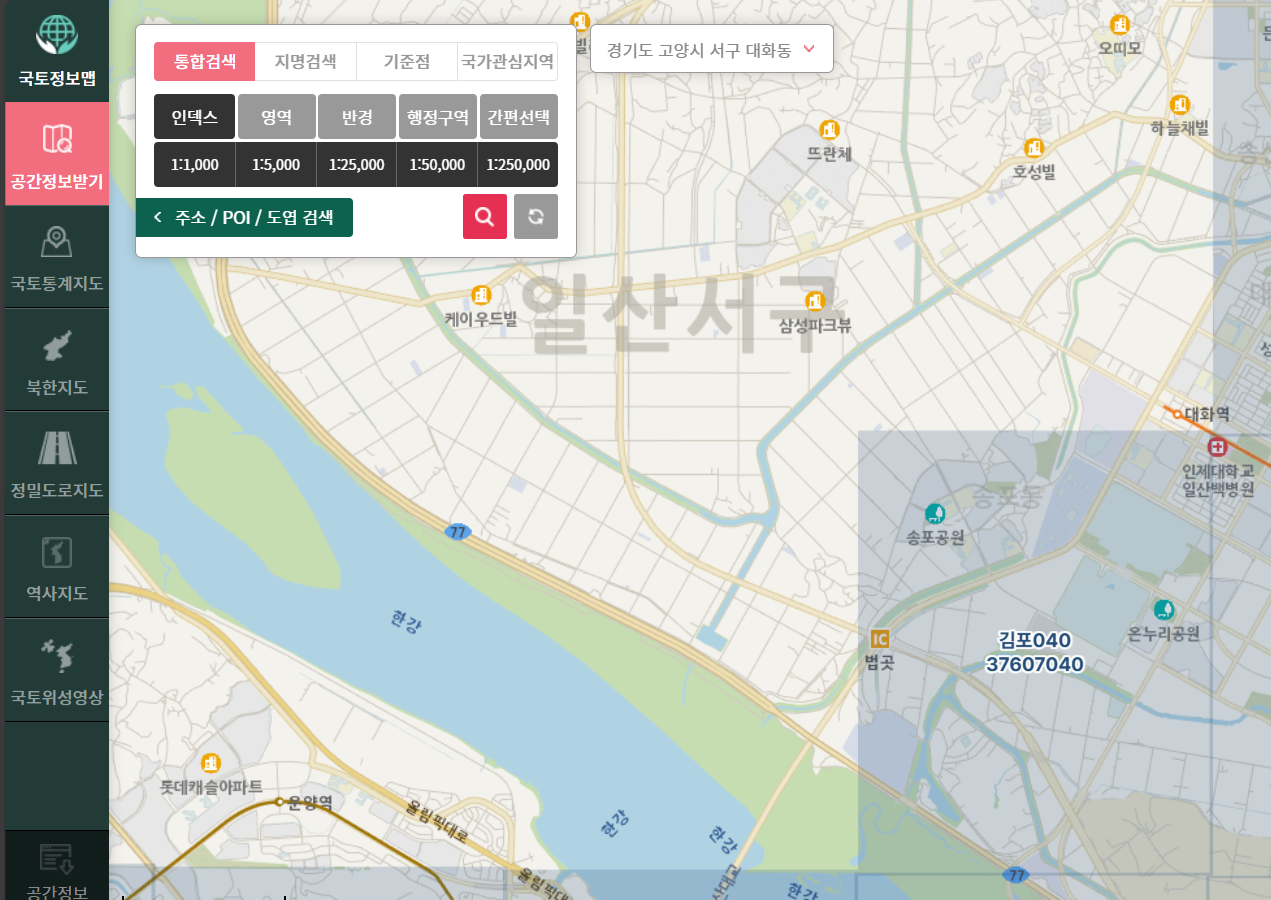 국토정보맵
공간정보받기
국토통계지도
북한지도
정밀도로지도
역사지도
국토위성영상
공간정보
통합검색
지명검색
기준점
국가관심지역
인덱스
영역
반경
행정구역
간편선택
1:1,000
1:5,000
1:25,000
1:50,000
1:250,000
주소 / POI / 도엽 검색
경기도 고양시 서구 대화동
오띠모
하늘채빌
뜨란채
호성빌
일산서구
케이우드빌
삼성파크뷰
대화역
인제대학교
일산백병원
송포동
송포공원
77
한강
온누리공원
IC
법곳
김포040
37607040
롯데캐슬아파트
운양역
올림픽대로
한강
한강
77
한강